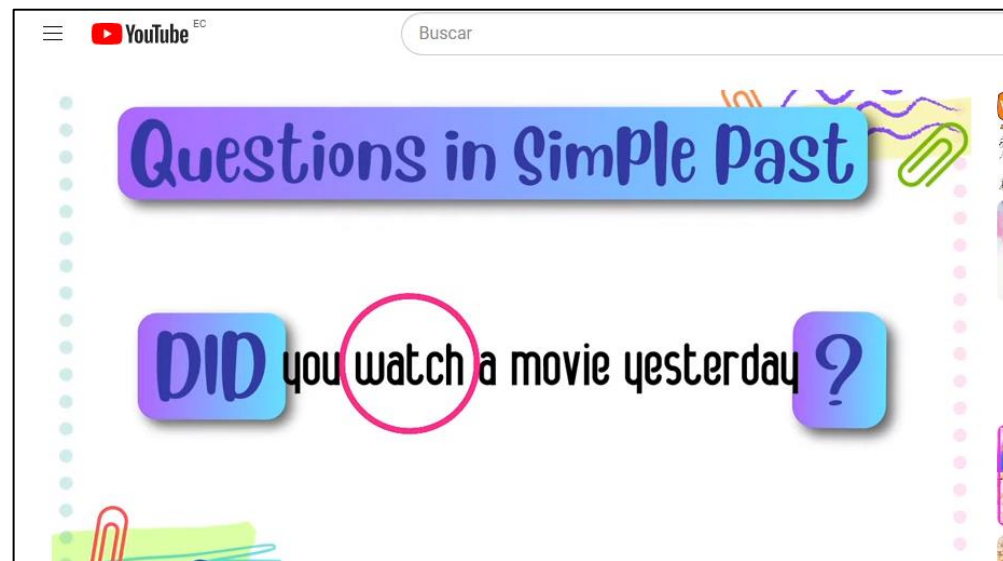 YouTube EC
Buscar
Questions in Simple Past
DID you watch a movie yesterday ?